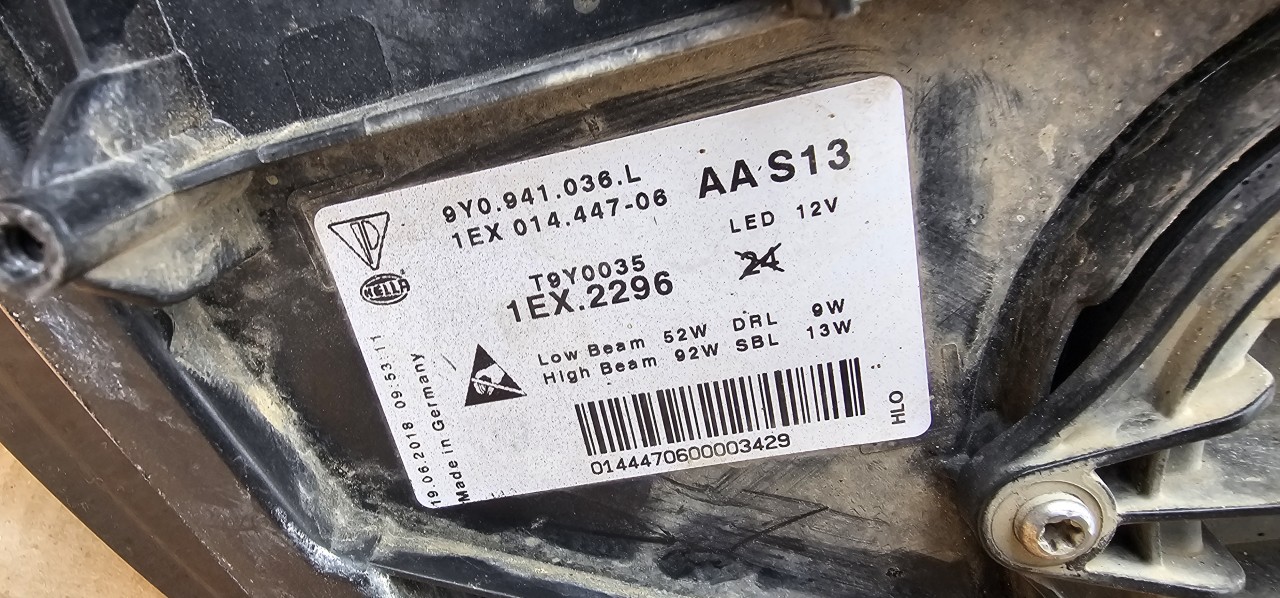 9Y0.941.036.L
1EX 014.447-06
AA S13
LED 12V
24
HELLA
T9Y0035
1EX.2296
Low Beam 52W DRL 9W
High Beam 92W SBL 13W
19.06.2018 09:53:11
Made in Germany
HLO
01444706000003429